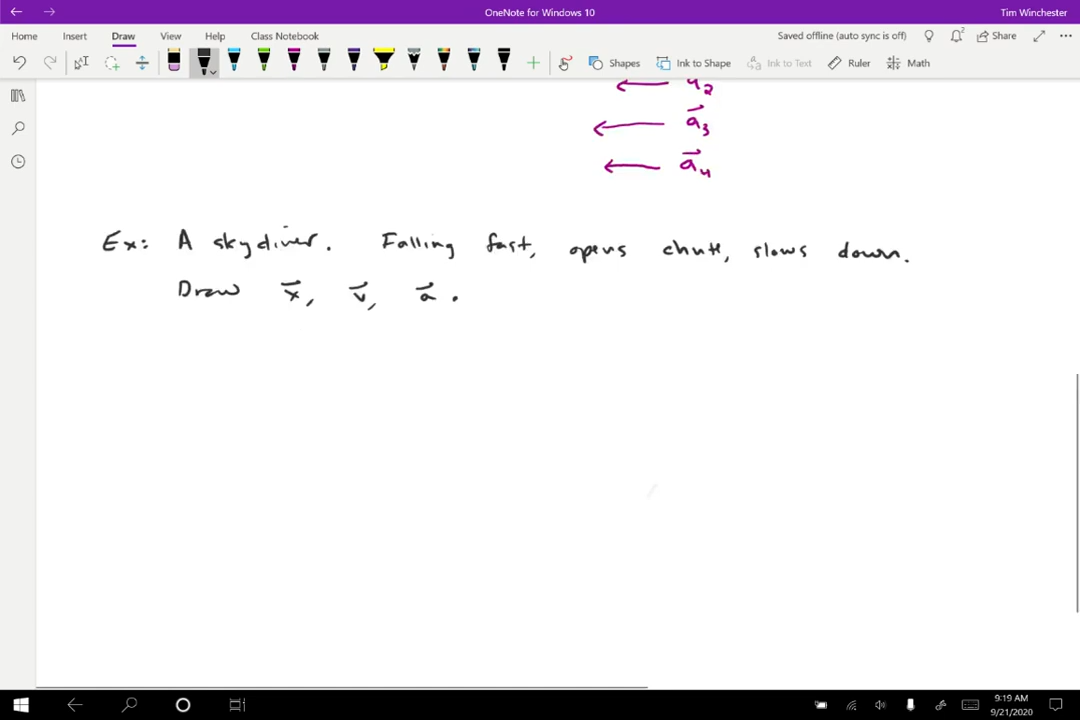 OneNote for Windows 10
Tim Winchester
Home Insert Draw View Help Class Notebook
Saved offline (auto sync is off) Share
Shapes Ink to Shape Ink to Text Ruler Math
a⃗₃
a⃗₄
Ex: A skydiver. Falling fast, opens chute, slows down.
Draw x⃗, v⃗, a⃗.
9:19 AM
9/21/2020